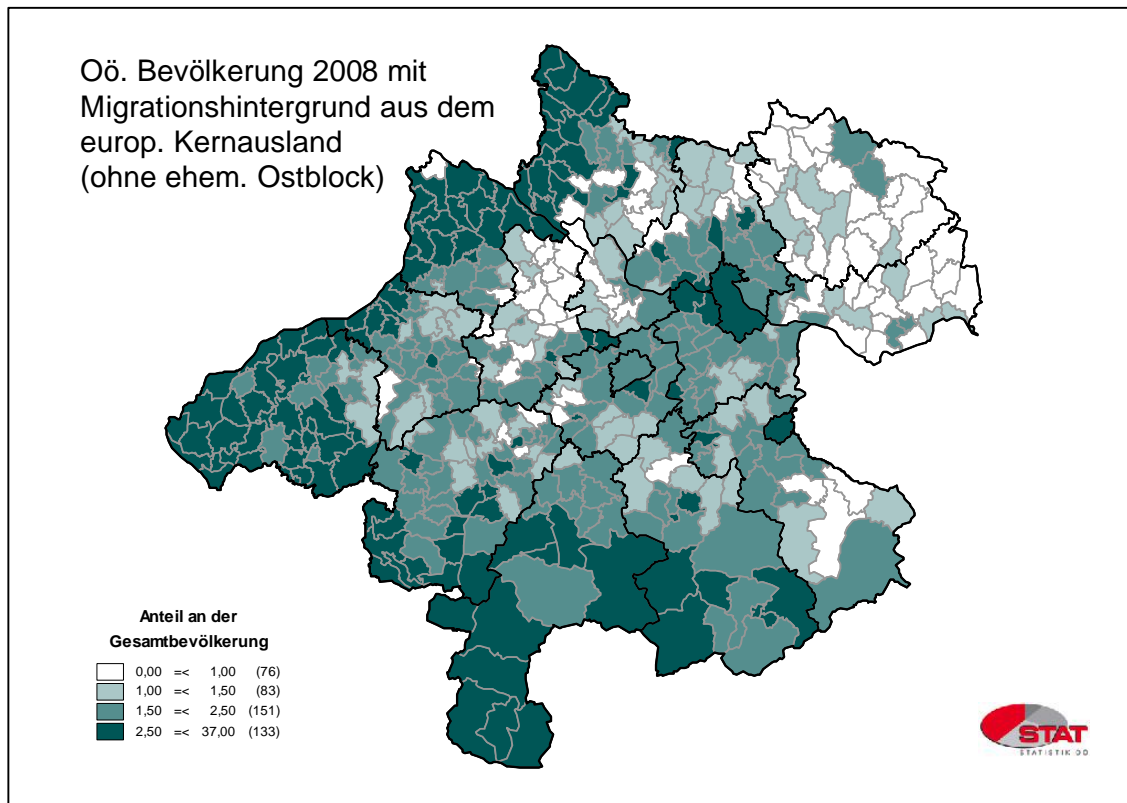 Oö. Bevölkerung 2008 mit
Migrationshintergrund aus dem
europ. Kernausland
(ohne ehem. Ostblock)
Anteil an der
Gesamtbevölkerung
0,00 =< 1,00 (76)
1,00 =< 1,50 (83)
1,50 =< 2,50 (151)
2,50 =< 37,00 (133)
STAT
STATISTIK OÖ